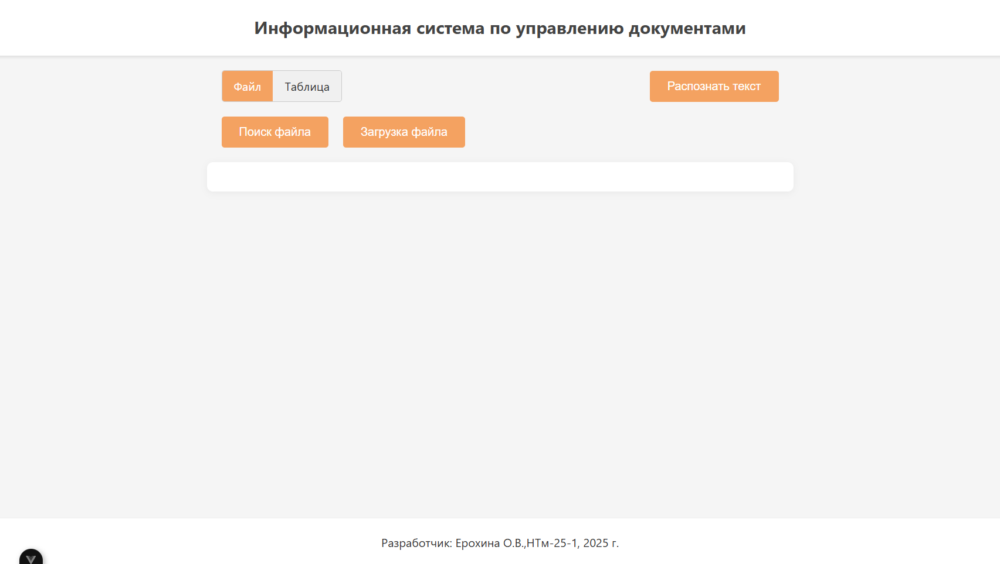 Информационная система по управлению документами
Файл Таблица Распознать текст
Поиск файла Загрузка файла
Разработчик: Ерохина О.В.,НТм-25-1, 2025 г.